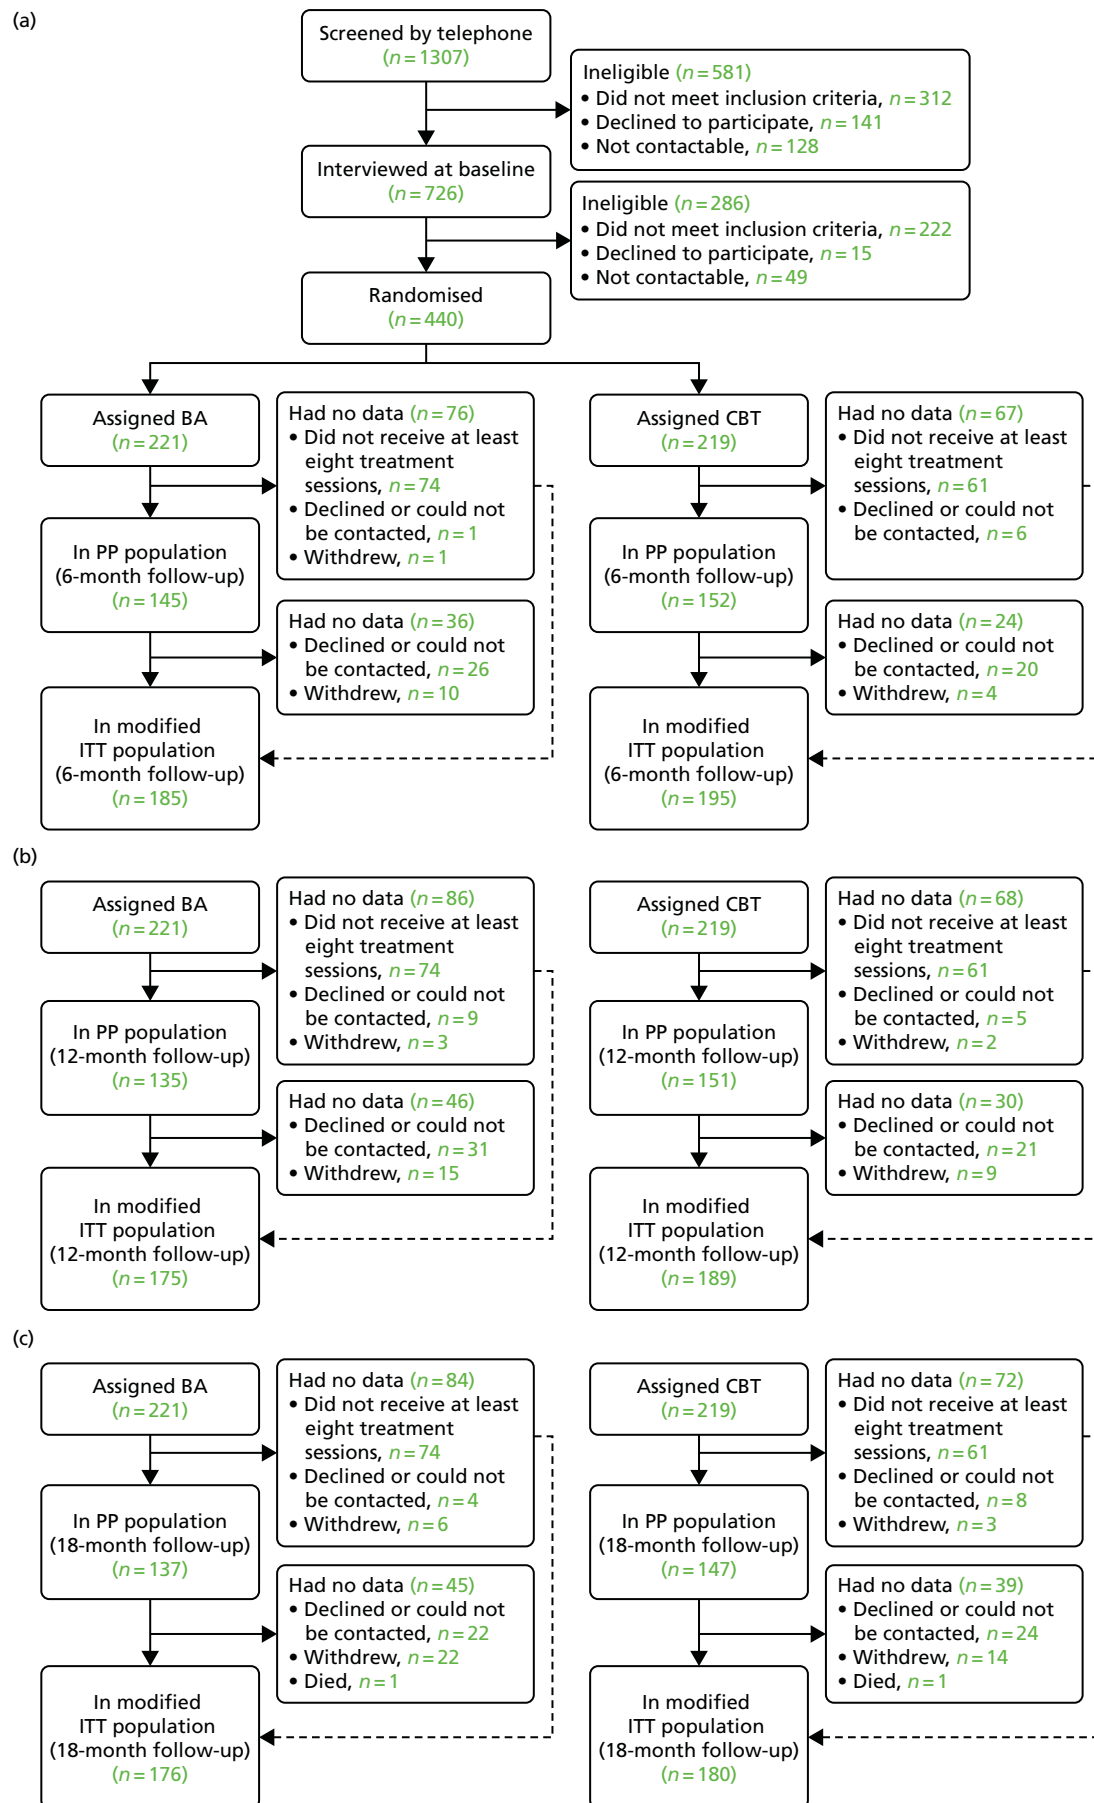 (a)
Screened by telephone
(n = 1307)
Ineligible (n = 581)
• Did not meet inclusion criteria, n = 312
• Declined to participate, n = 141
• Not contactable, n = 128
Interviewed at baseline
(n = 726)
Ineligible (n = 286)
• Did not meet inclusion criteria, n = 222
• Declined to participate, n = 15
• Not contactable, n = 49
Randomised
(n = 440)
Assigned BA
(n = 221)
Had no data (n = 76)
• Did not receive at least
eight treatment
sessions, n = 74
• Declined or could not
be contacted, n = 1
• Withdrew, n = 1
In PP population
(6-month follow-up)
(n = 145)
Had no data (n = 36)
• Declined or could not
be contacted, n = 26
• Withdrew, n = 10
In modified
ITT population
(6-month follow-up)
(n = 185)
Assigned CBT
(n = 219)
Had no data (n = 67)
• Did not receive at least
eight treatment
sessions, n = 61
• Declined or could not
be contacted, n = 6
In PP population
(6-month follow-up)
(n = 152)
Had no data (n = 24)
• Declined or could not
be contacted, n = 20
• Withdrew, n = 4
In modified
ITT population
(6-month follow-up)
(n = 195)
(b)
Assigned BA
(n = 221)
Had no data (n = 86)
• Did not receive at least
eight treatment
sessions, n = 74
• Declined or could not
be contacted, n = 9
• Withdrew, n = 3
In PP population
(12-month follow-up)
(n = 135)
Had no data (n = 46)
• Declined or could not
be contacted, n = 31
• Withdrew, n = 15
In modified
ITT population
(12-month follow-up)
(n = 175)
Assigned CBT
(n = 219)
Had no data (n = 68)
• Did not receive at least
eight treatment
sessions, n = 61
• Declined or could not
be contacted, n = 5
• Withdrew, n = 2
In PP population
(12-month follow-up)
(n = 151)
Had no data (n = 30)
• Declined or could not
be contacted, n = 21
• Withdrew, n = 9
In modified
ITT population
(12-month follow-up)
(n = 189)
(c)
Assigned BA
(n = 221)
Had no data (n = 84)
• Did not receive at least
eight treatment
sessions, n = 74
• Declined or could not
be contacted, n = 4
• Withdrew, n = 6
In PP population
(18-month follow-up)
(n = 137)
Had no data (n = 45)
• Declined or could not
be contacted, n = 22
• Withdrew, n = 22
• Died, n = 1
In modified
ITT population
(18-month follow-up)
(n = 176)
Assigned CBT
(n = 219)
Had no data (n = 72)
• Did not receive at least
eight treatment
sessions, n = 61
• Declined or could not
be contacted, n = 8
• Withdrew, n = 3
In PP population
(18-month follow-up)
(n = 147)
Had no data (n = 39)
• Declined or could not
be contacted, n = 24
• Withdrew, n = 14
• Died, n = 1
In modified
ITT population
(18-month follow-up)
(n = 180)